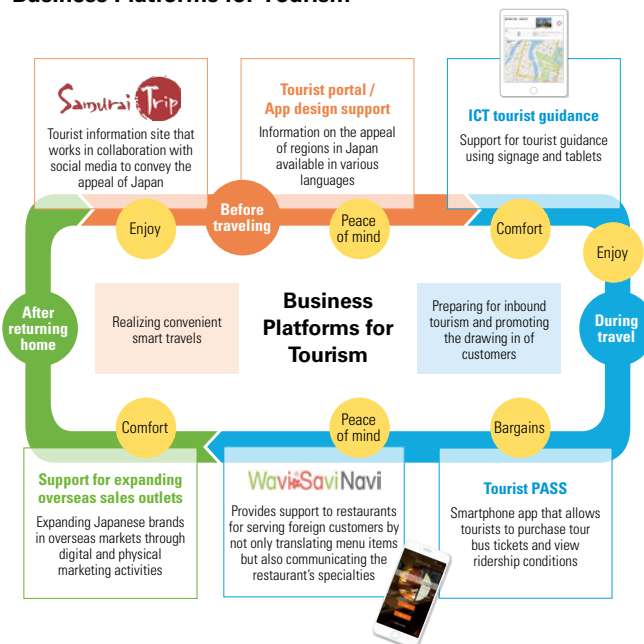 Business Platforms for Tourism
Samurai Trip
Tourist information site that
works in collaboration with
social media to convey the
appeal of Japan
Tourist portal /
App design support
Information on the appeal
of regions in Japan
available in various
languages
ICT tourist guidance
Support for tourist guidance
using signage and tablets
Enjoy
Before
traveling
Peace
of mind
Comfort
Enjoy
After
returning
home
Realizing convenient
smart travels
Business
Platforms for
Tourism
Preparing for inbound
tourism and promoting
the drawing in of
customers
During
travel
Comfort
Peace
of mind
Bargains
Support for expanding
overseas sales outlets
Expanding Japanese brands
in overseas markets through
digital and physical
marketing activities
WaviSaviNavi
Provides support to restaurants
for serving foreign customers by
not only translating menu items
but also communicating the
restaurant's specialties
Tourist PASS
Smartphone app that allows
tourists to purchase tour
bus tickets and view
ridership conditions